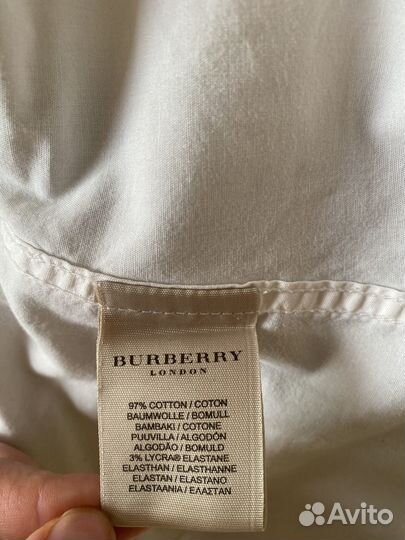 BURBERRY
LONDON
97% COTTON / COTON
BAUMWOLLE / BOMULL
BAMBAKI / COTONE
PUUVILLA / ALGODÓN
ALGODÃO / BOMULD
3% LYCRA® ELASTANE
ELASTHAN / ELASTHANNE
ELASTAN / ELASTANO
ELASTAANIA / ΕΛΑΣΤΑΝ
Avito